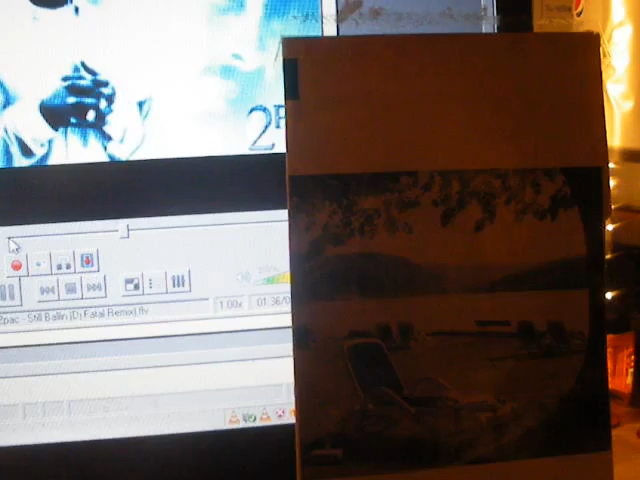 2P
1.00x 01:36/0
2pac - Still Ballin (Dj Fatal Remix).flv